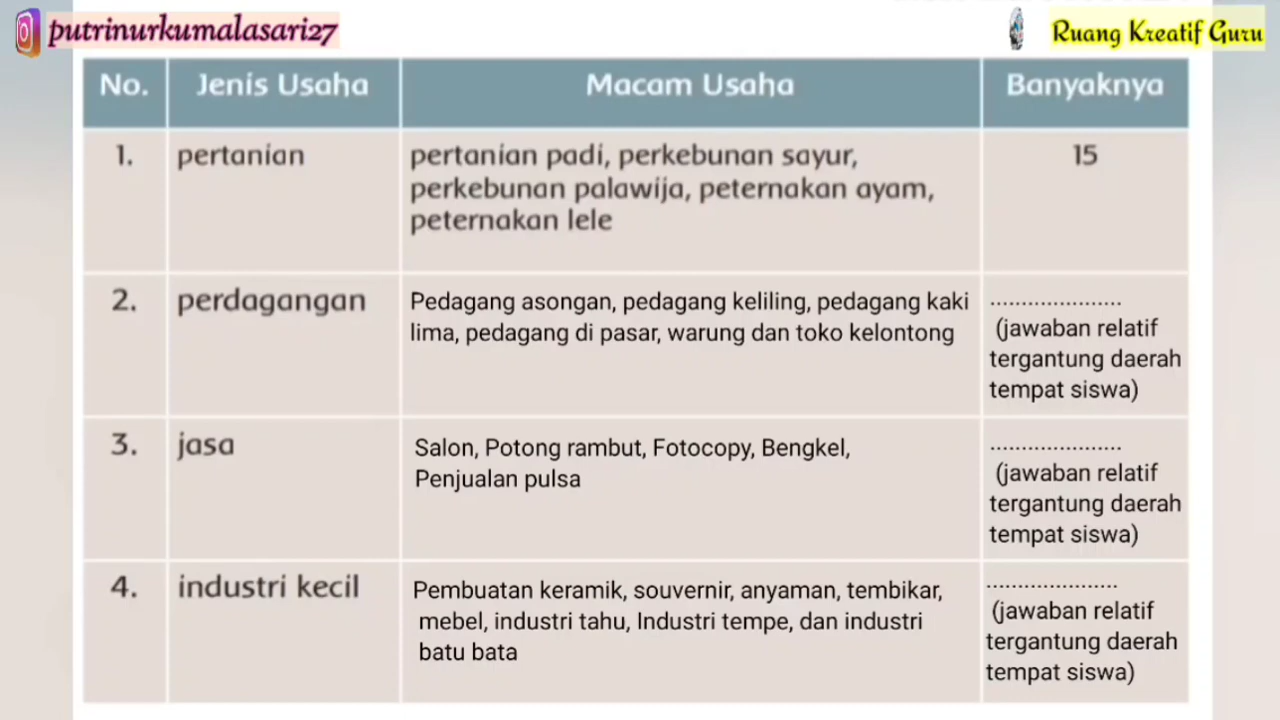 putrinurkumalasari27
Ruang Kreatif Guru
No. Jenis Usaha Macam Usaha Banyaknya
1. pertanian pertanian padi, perkebunan sayur, 15
perkebunan palawija, peternakan ayam,
peternakan lele
2. perdagangan Pedagang asongan, pedagang keliling, pedagang kaki .....................
lima, pedagang di pasar, warung dan toko kelontong (jawaban relatif
tergantung daerah
tempat siswa)
3. jasa Salon, Potong rambut, Fotocopy, Bengkel, .....................
Penjualan pulsa (jawaban relatif
tergantung daerah
tempat siswa)
4. industri kecil Pembuatan keramik, souvernir, anyaman, tembikar, .....................
mebel, industri tahu, Industri tempe, dan industri (jawaban relatif
batu bata tergantung daerah
tempat siswa)